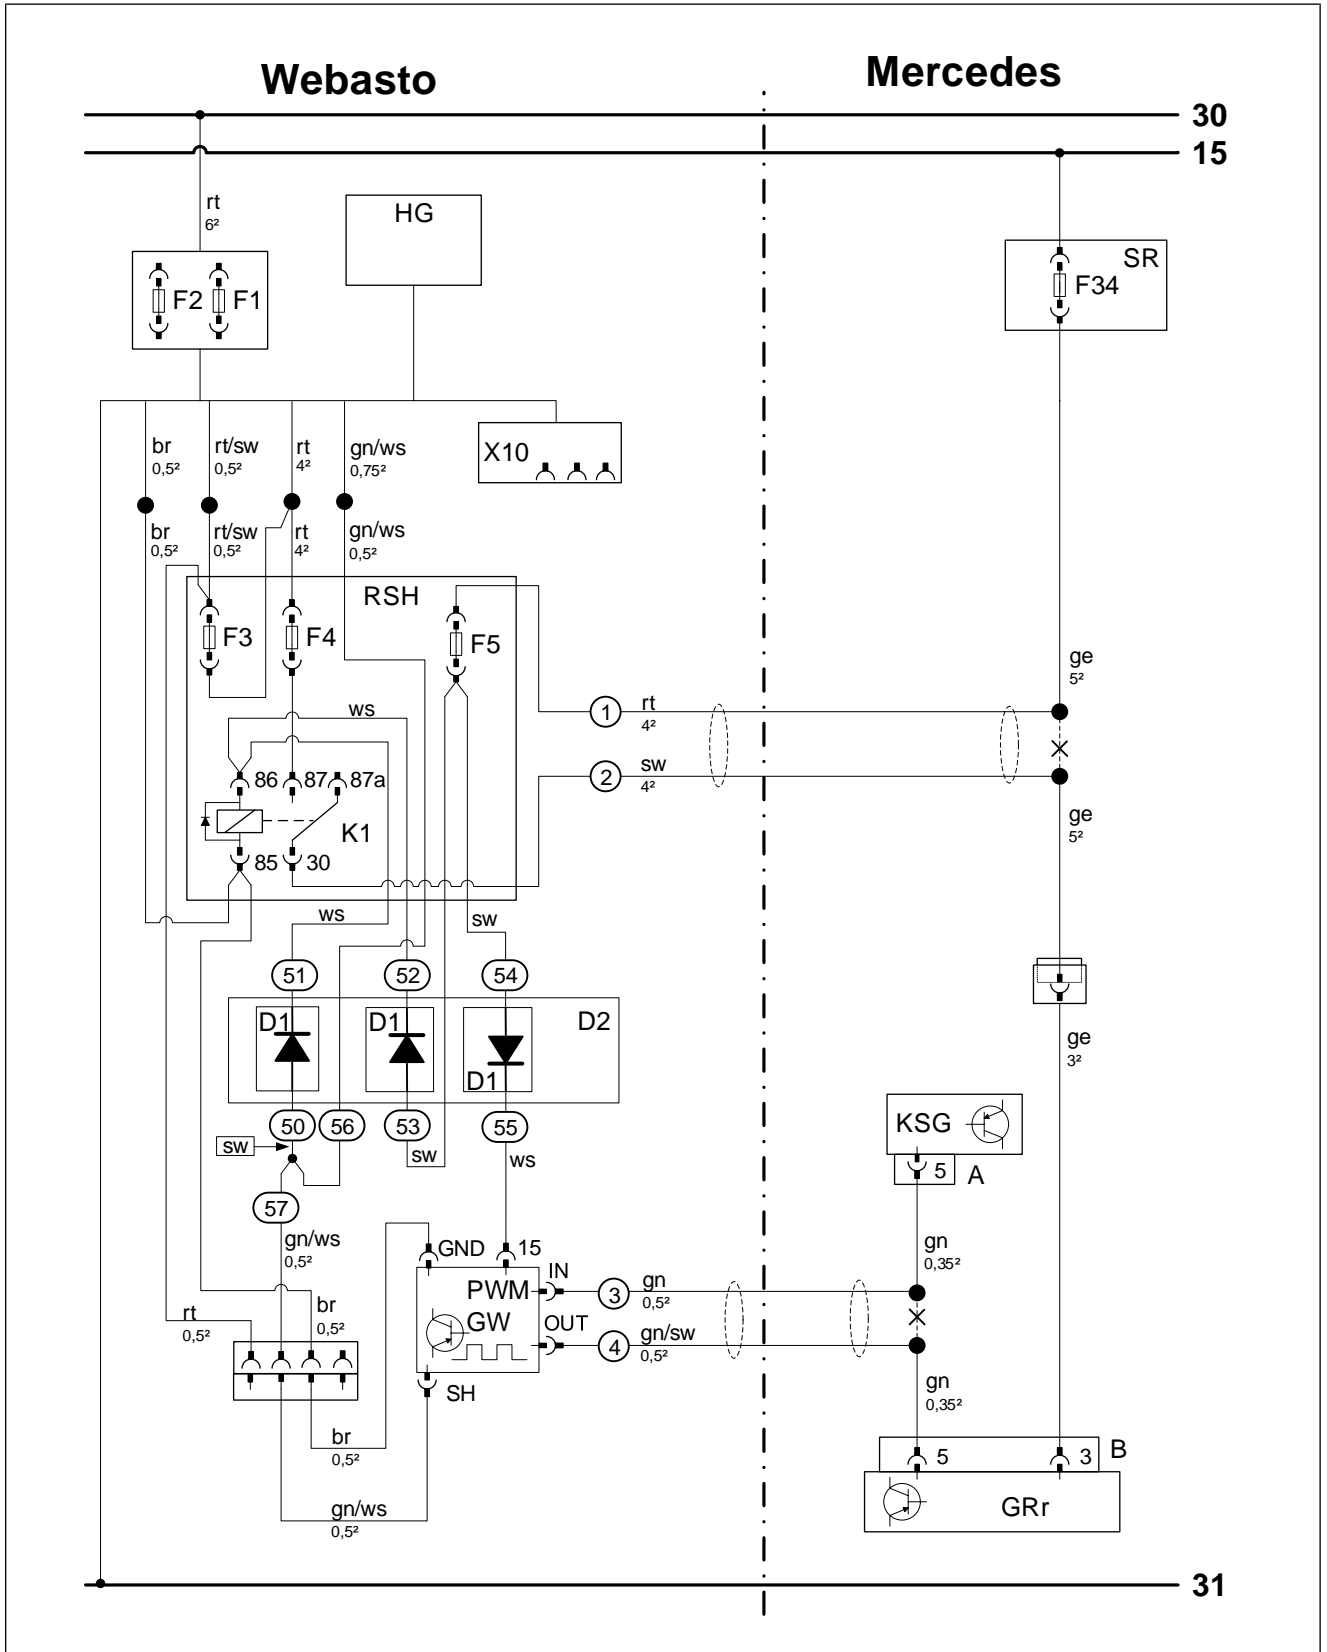 Webasto
Mercedes
30
15
rt
6²
HG
SR
F2
F1
F34
br
0,5²
rt/sw
0,5²
rt
4²
gn/ws
0,75²
X10
br
0,5²
rt/sw
0,5²
rt
4²
gn/ws
0,5²
RSH
F3
F4
F5
ge
5²
ws
1
rt
4²
86
87
87a
2
sw
4²
K1
ge
5²
85
30
ws
sw
51
52
54
D1
D1
D2
D1
ge
3²
50
56
53
55
KSG
sw
sw
ws
5
A
57
gn/ws
0,5²
GND
15
gn
0,35²
IN
PWM
3
gn
0,5²
rt
0,5²
br
0,5²
GW
OUT
4
gn/sw
0,5²
SH
gn
0,35²
br
0,5²
5
3
B
gn/ws
0,5²
GRr
31